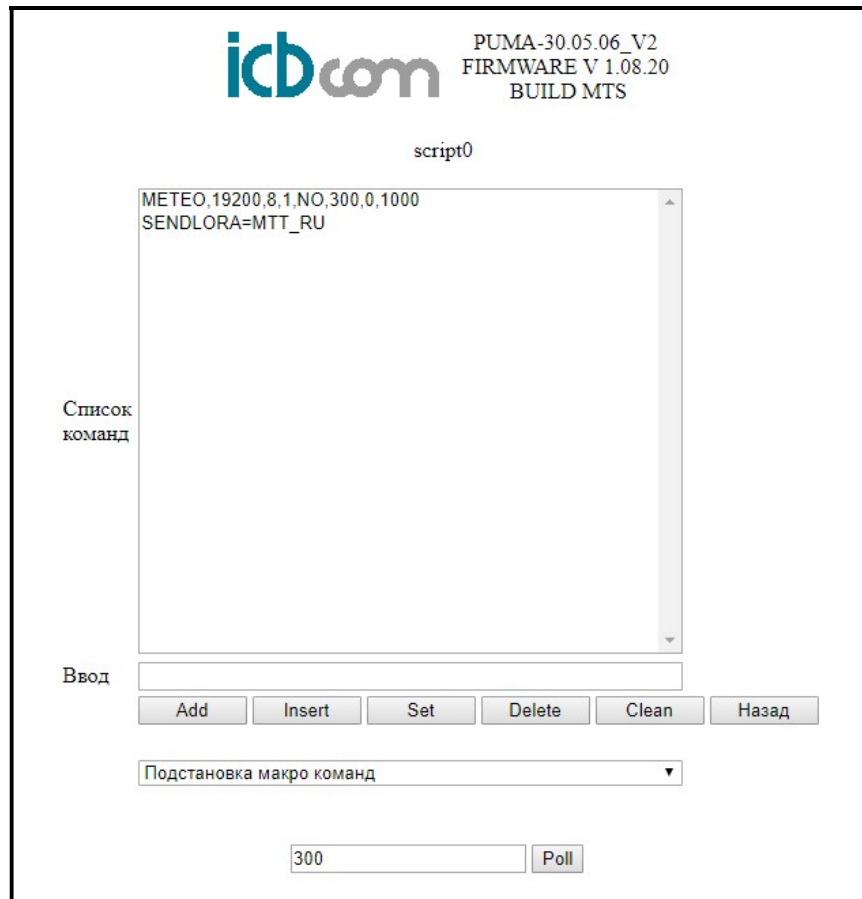 icbcom
PUMA-30.05.06_V2
FIRMWARE V 1.08.20
BUILD MTS
script0
METEO,19200,8,1,NO,300,0,1000
SENDLORA=MTT_RU
Список
команд
Ввод
Add Insert Set Delete Clean Назад
Подстановка макро команд
300 Poll